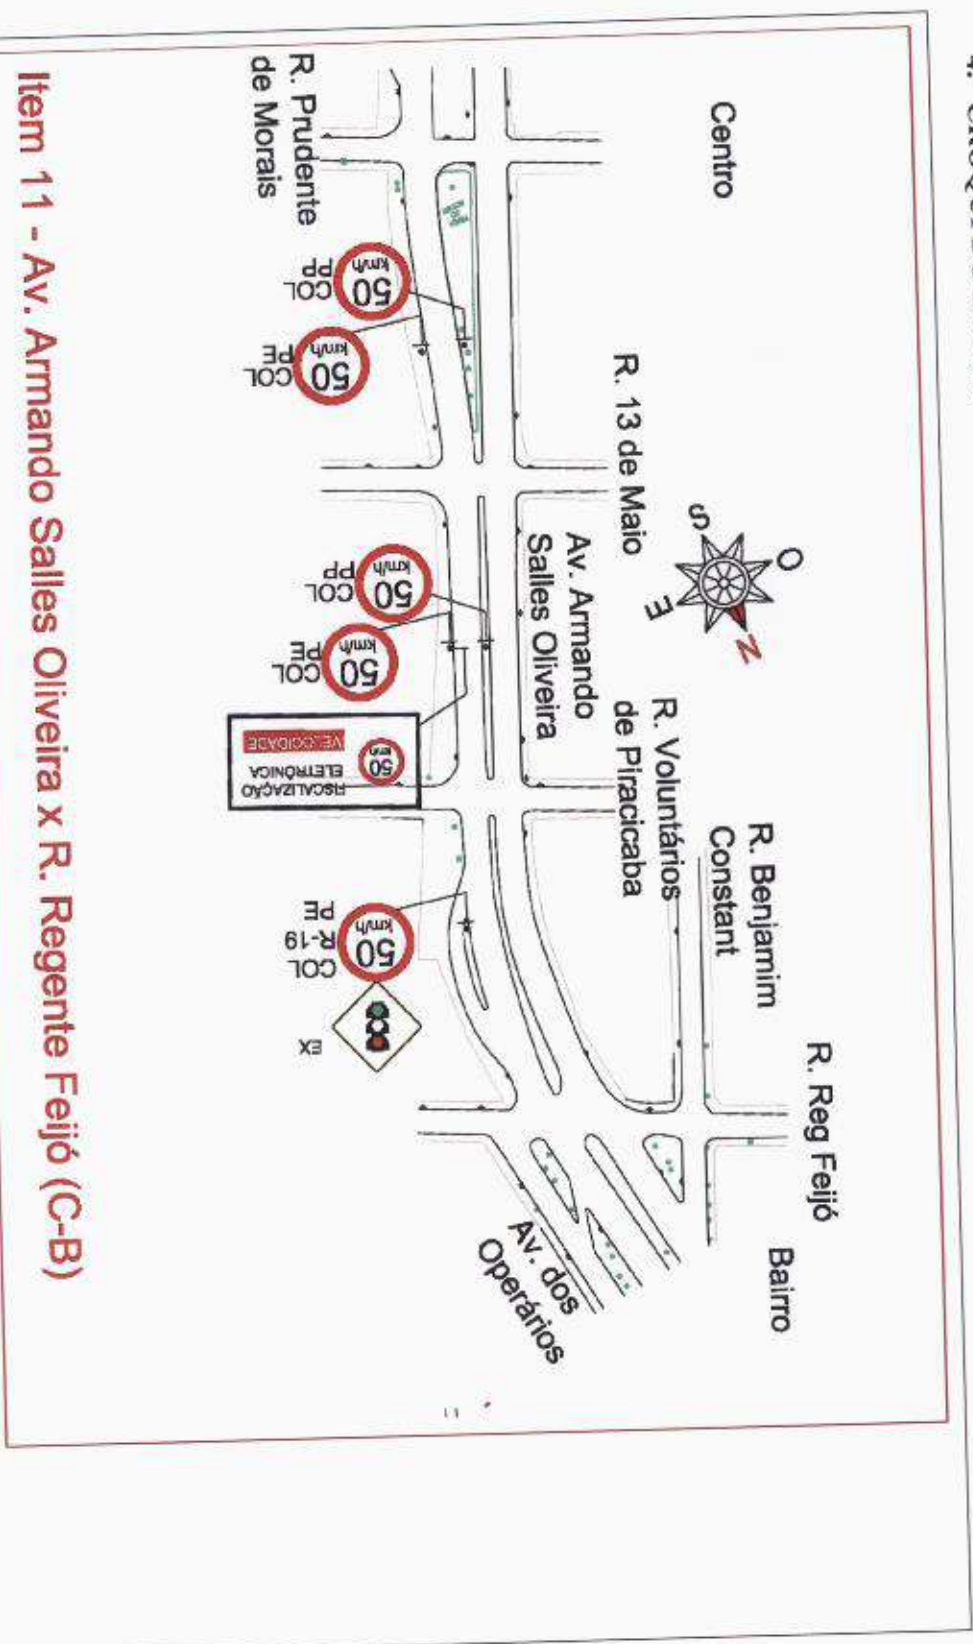 Centro
Bairro
R. Reg Feijó
R. Benjamim
Constant
R. Voluntários
de Piracicaba
O
S
N
E
R. 13 de Maio
Av. Armando
Salles Oliveira
Av. dos
Operários
R. Prudente
de Morais
50
km/h
COL
PP
50
km/h
COL
PE
50
km/h
COL
PP
50
km/h
COL
PE
FISCALIZAÇÃO
ELETRÔNICA
50
km/h
VELOCIDADE
50
km/h
COL
R-19
PE
EX
Item 11 - Av. Armando Salles Oliveira x R. Regente Feijó (C-B)